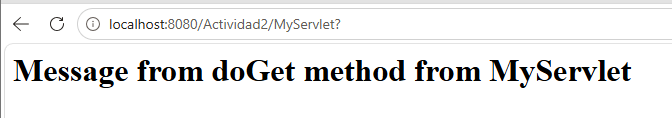 localhost:8080/Actividad2/MyServlet?
Message from doGet method from MyServlet